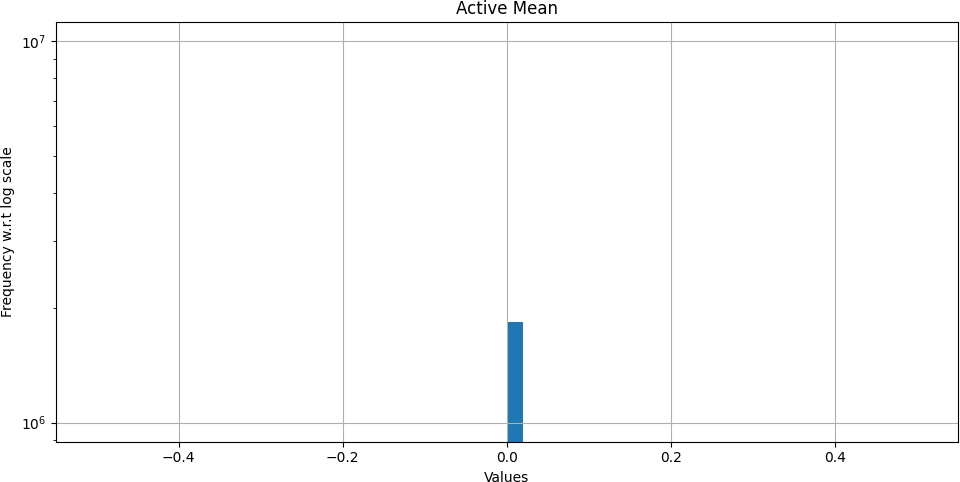 Active Mean
Frequency w.r.t log scale
10⁷
10⁶
−0.4 −0.2 0.0 0.2 0.4
Values